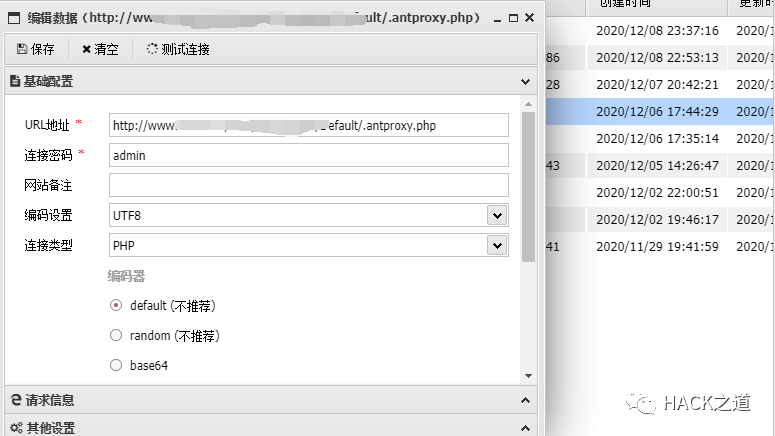 编辑数据 (http://www. default/.antproxy.php)
创建时间 更新时
保存 清空 测试连接
基础配置
URL地址 * http://www. Default/.antproxy.php
连接密码 * admin
网站备注
编码设置 UTF8
连接类型 PHP
编码器
default (不推荐)
random (不推荐)
base64
请求信息
其他设置
2020/12/08 23:37:16 2020/1
86 2020/12/08 22:53:13 2020/1
28 2020/12/07 20:42:21 2020/1
2020/12/06 17:44:29 2020/1
2020/12/06 17:35:14 2020/1
43 2020/12/05 14:26:47 2020/1
2020/12/02 22:00:51 2020/1
2020/12/02 19:46:17 2020/1
41 2020/11/29 19:41:59 2020/1
HACK之道